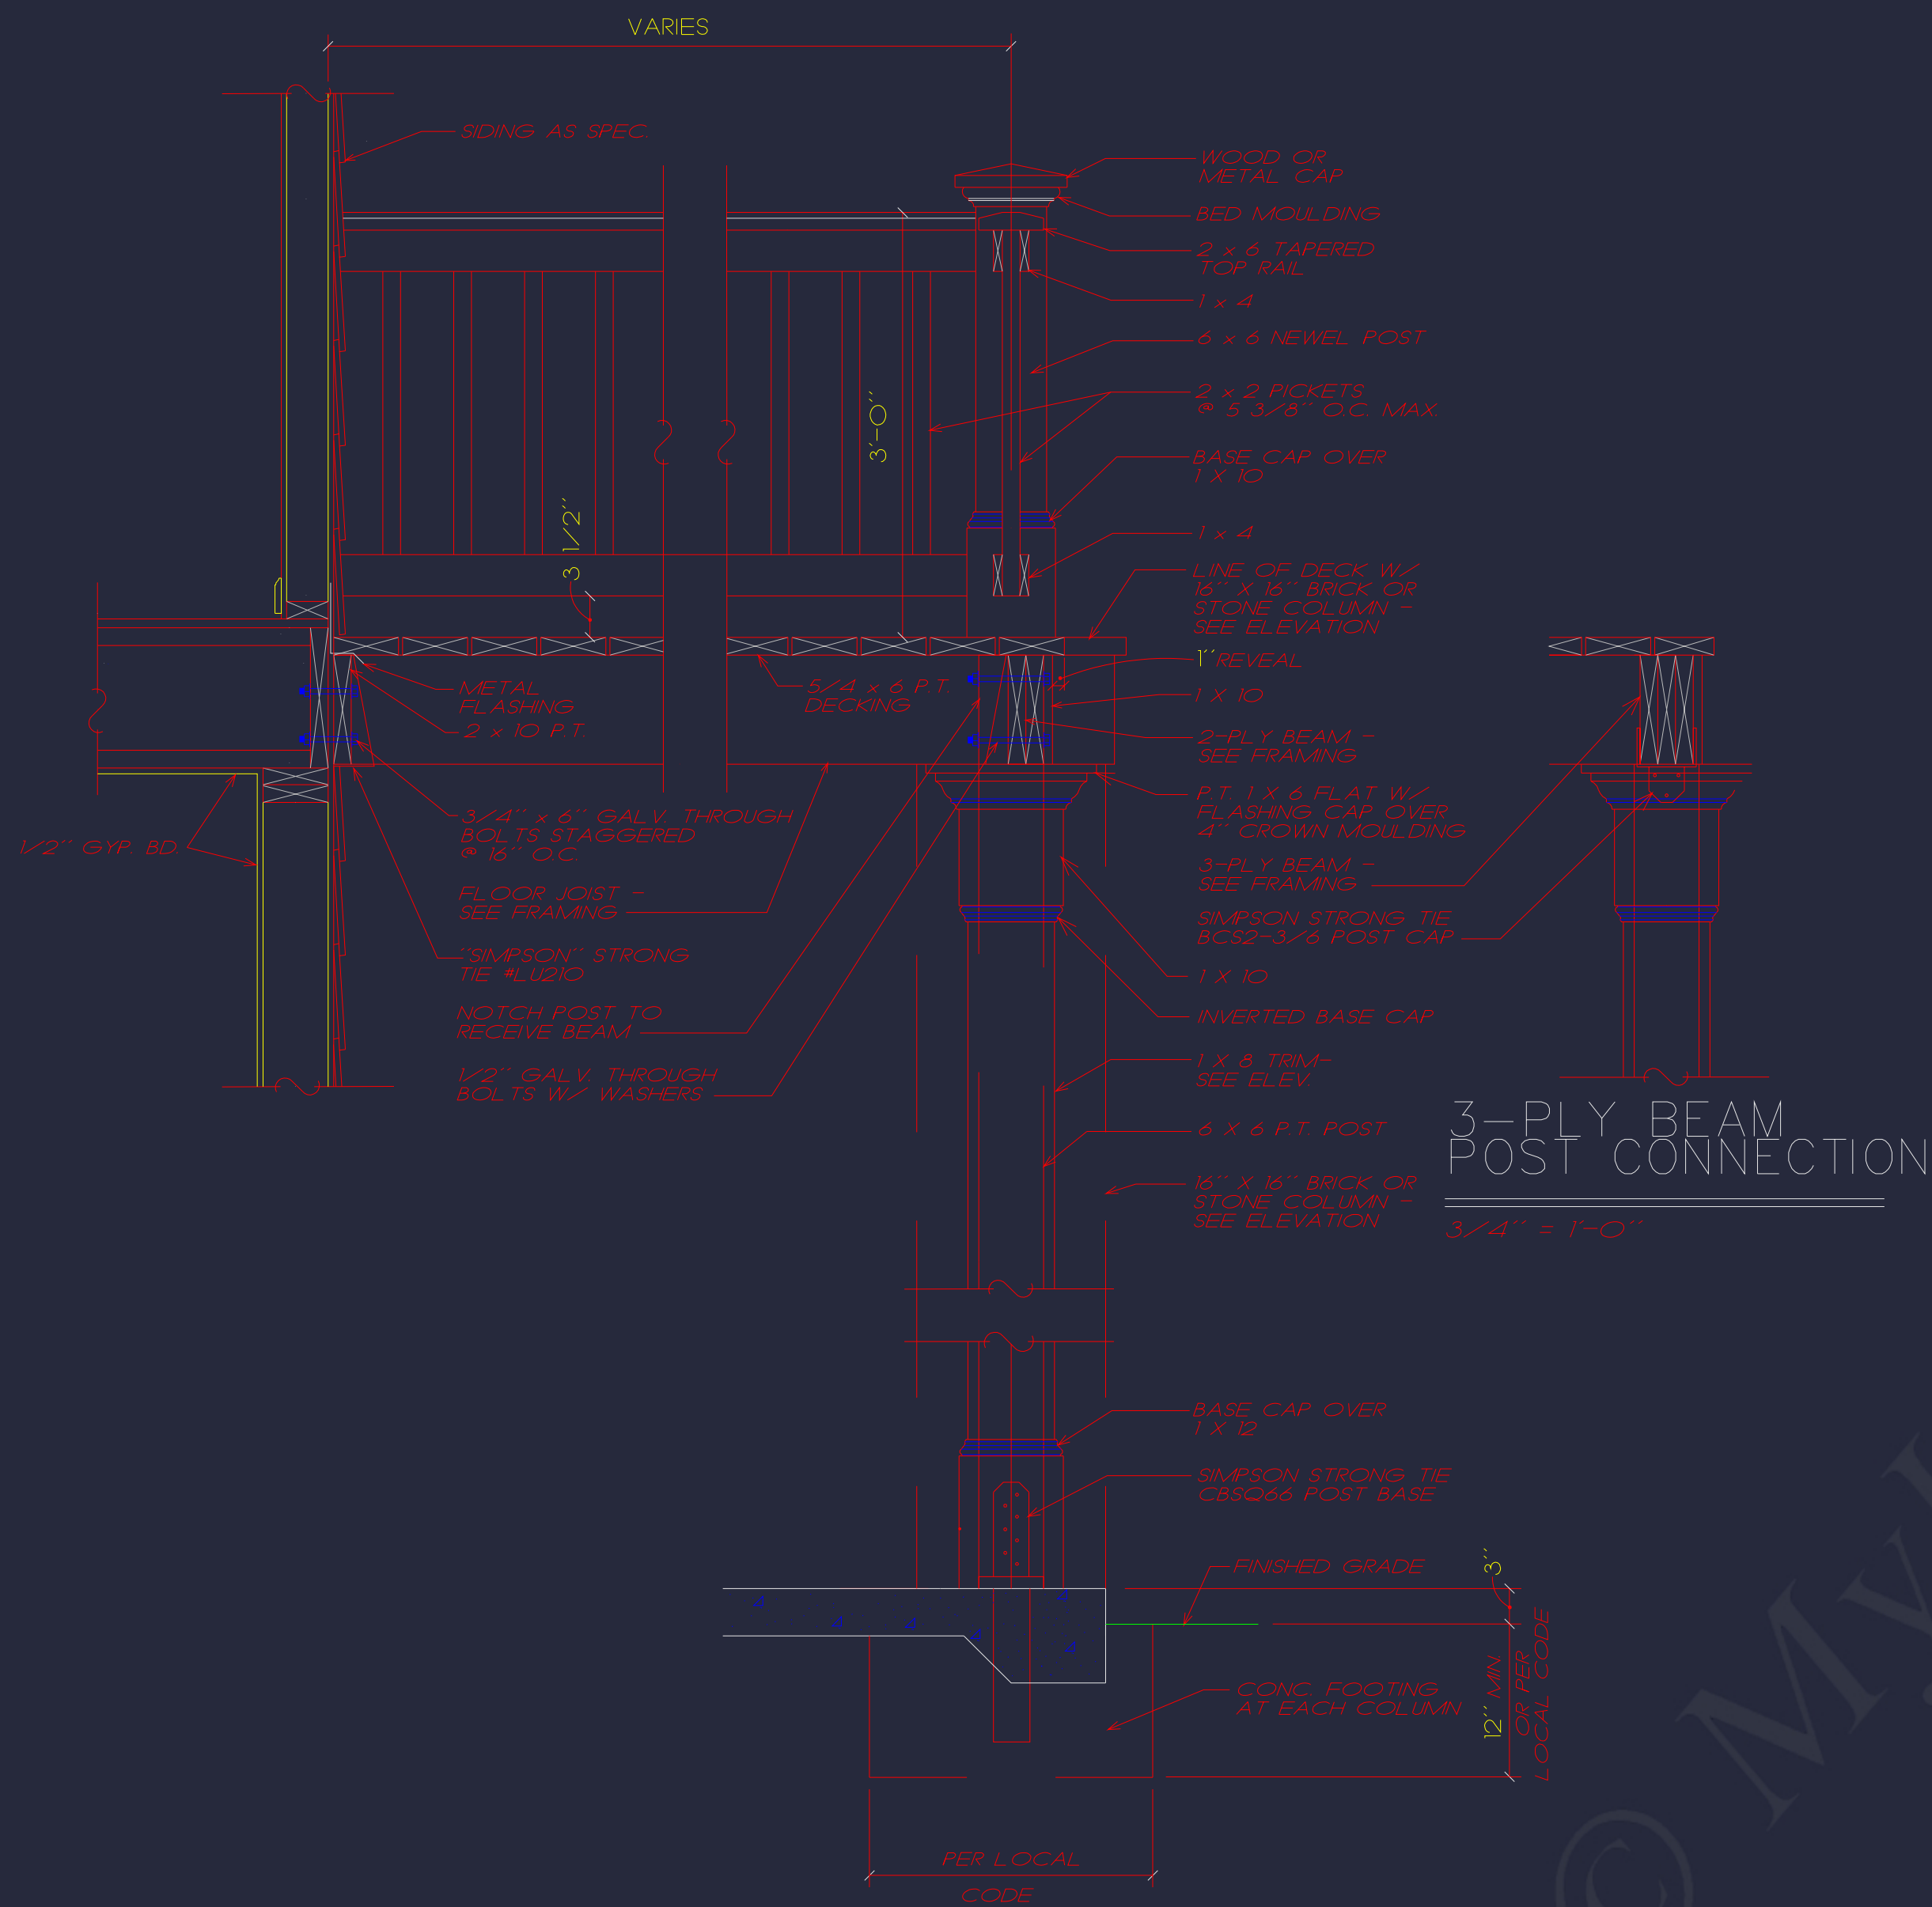 VARIES
SIDING AS SPEC.
WOOD OR
METAL CAP
BED MOULDING
2 x 6 TAPERED
TOP RAIL
1 x 4
6 x 6 NEWEL POST
2 x 2 PICKETS
@ 5 3/8" O.C. MAX.
3'-0"
BASE CAP OVER
1 X 10
3 1/2"
1 x 4
LINE OF DECK W/
16" X 16" BRICK OR
STONE COLUMN -
SEE ELEVATION
1" REVEAL
METAL
FLASHING
2 x 10 P.T.
5/4 x 6 P.T.
DECKING
1 X 10
2-PLY BEAM -
SEE FRAMING
P.T. 1 X 6 FLAT W/
FLASHING CAP OVER
4" CROWN MOULDING
3/4" x 6" GALV. THROUGH
BOLTS STAGGERED
@ 16" O.C.
1/2" GYP. BD.
3-PLY BEAM -
SEE FRAMING
FLOOR JOIST -
SEE FRAMING
SIMPSON STRONG TIE
BCS2-3/6 POST CAP
"SIMPSON" STRONG
TIE #LU210
1 X 10
NOTCH POST TO
RECEIVE BEAM
INVERTED BASE CAP
1/2" GALV. THROUGH
BOLTS W/ WASHERS
1 X 8 TRIM-
SEE ELEV.
6 X 6 P.T. POST
3-PLY BEAM
POST CONNECTION
3/4" = 1'-0"
16" X 16" BRICK OR
STONE COLUMN -
SEE ELEVATION
BASE CAP OVER
1 X 12
SIMPSON STRONG TIE
CBSQ66 POST BASE
FINISHED GRADE
3"
CONC. FOOTING
AT EACH COLUMN
12" MIN.
OR PER
LOCAL CODE
PER LOCAL
CODE
© My